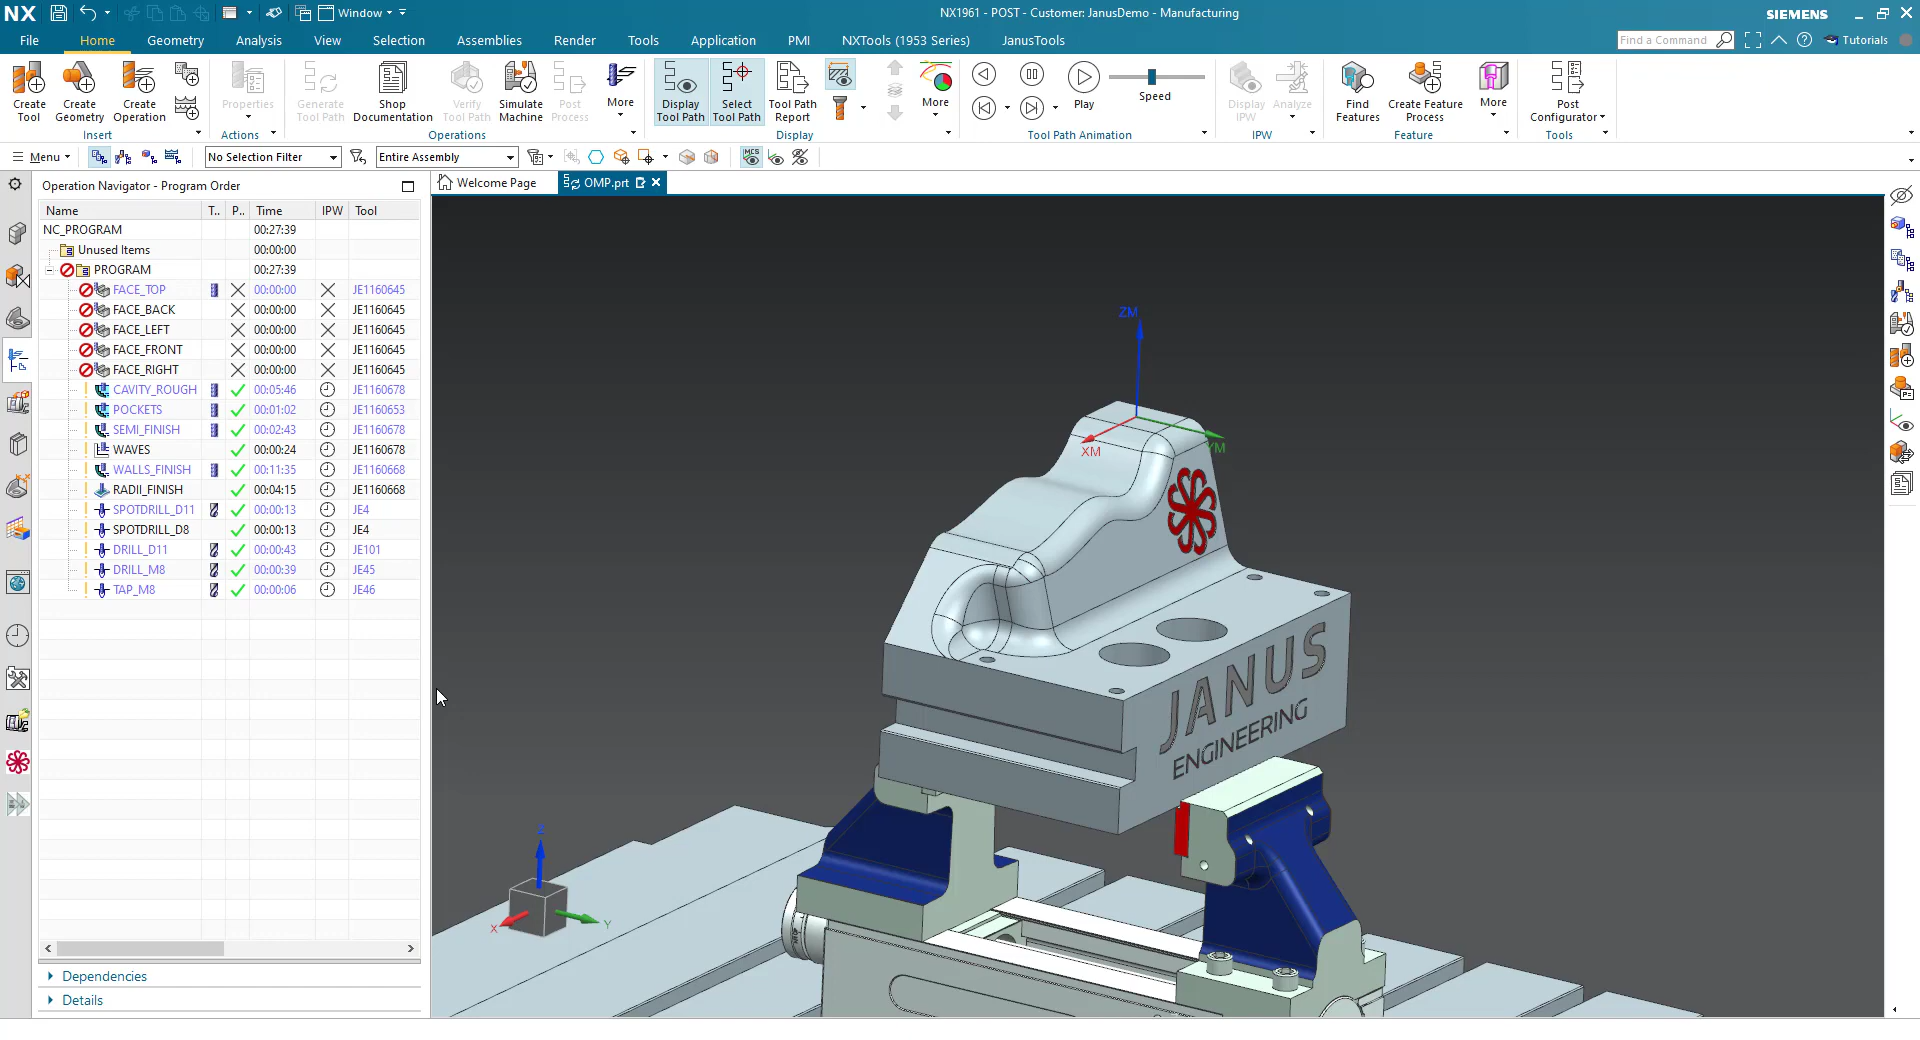 NX
Window
NX1961 - POST - Customer: JanusDemo - Manufacturing
SIEMENS
File
Home
Geometry
Analysis
View
Selection
Assemblies
Render
Tools
Application
PMI
NXTools (1953 Series)
JanusTools
Find a Command
Tutorials
Create Tool
Create Geometry
Create Operation
Properties
Generate Tool Path
Shop Documentation
Verify Tool Path
Simulate Machine
Post Process
More
Display Tool Path
Select Tool Path
Tool Path Report
More
Play
Speed
Display IPW
Analyze
Find Features
Create Feature Process
More
Post Configurator
Insert
Actions
Operations
Display
Tool Path Animation
IPW
Feature
Tools
Menu
No Selection Filter
Entire Assembly
MCS
Operation Navigator - Program Order
Welcome Page
OMP.prt
Name T.. P.. Time IPW Tool
NC_PROGRAM 00:27:39
Unused Items 00:00:00
PROGRAM 00:27:39
FACE_TOP 00:00:00 JE1160645
FACE_BACK 00:00:00 JE1160645
FACE_LEFT 00:00:00 JE1160645
FACE_FRONT 00:00:00 JE1160645
FACE_RIGHT 00:00:00 JE1160645
CAVITY_ROUGH 00:05:46 JE1160678
POCKETS 00:01:02 JE1160653
SEMI_FINISH 00:02:43 JE1160678
WAVES 00:00:24 JE1160678
WALLS_FINISH 00:11:35 JE1160668
RADII_FINISH 00:04:15 JE1160668
SPOTDRILL_D11 00:00:13 JE4
SPOTDRILL_D8 00:00:13 JE4
DRILL_D11 00:00:43 JE101
DRILL_M8 00:00:39 JE45
TAP_M8 00:00:06 JE46
Dependencies
Details
ZM
XM
YM
JANUS
ENGINEERING
Z
X
Y